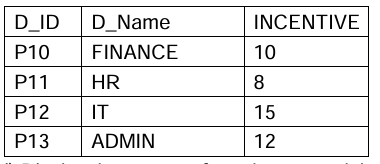 D_ID D_Name INCENTIVE
P10 FINANCE 10
P11 HR 8
P12 IT 15
P13 ADMIN 12